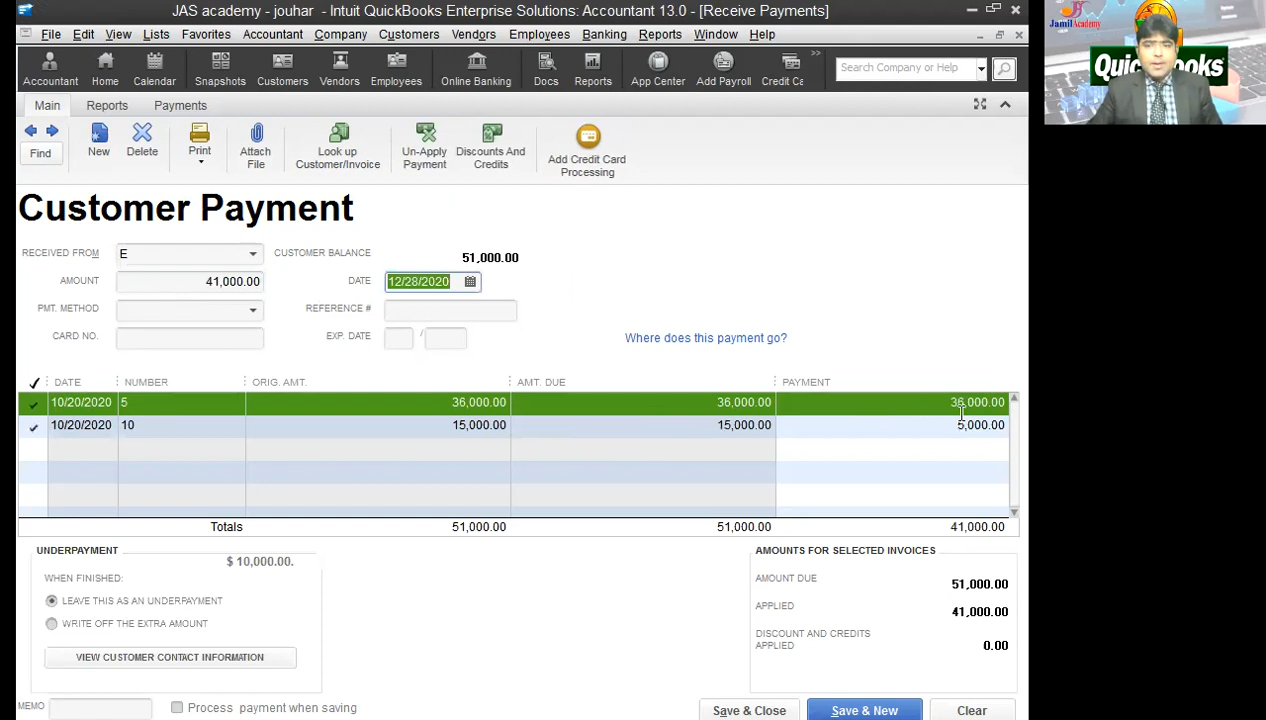 JAS academy - jouhar - Intuit QuickBooks Enterprise Solutions: Accountant 13.0 - [Receive Payments]
File Edit View Lists Favorites Accountant Company Customers Vendors Employees Banking Reports Window Help
Accountant Home Calendar Snapshots Customers Vendors Employees Online Banking Docs Reports App Center Add Payroll Credit Ca
Search Company or Help
Main Reports Payments
Find New Delete Print Attach File Look up Customer/Invoice Un-Apply Payment Discounts And Credits Add Credit Card Processing
Customer Payment
RECEIVED FROM E CUSTOMER BALANCE 51,000.00
AMOUNT 41,000.00 DATE 12/28/2020
PMT. METHOD REFERENCE #
CARD NO. EXP. DATE / Where does this payment go?
DATE NUMBER ORIG. AMT. AMT. DUE PAYMENT
10/20/2020 5 36,000.00 36,000.00 36,000.00
10/20/2020 10 15,000.00 15,000.00 5,000.00
Totals 51,000.00 51,000.00 41,000.00
UNDERPAYMENT $ 10,000.00.
WHEN FINISHED:
LEAVE THIS AS AN UNDERPAYMENT
WRITE OFF THE EXTRA AMOUNT
VIEW CUSTOMER CONTACT INFORMATION
AMOUNTS FOR SELECTED INVOICES
AMOUNT DUE 51,000.00
APPLIED 41,000.00
DISCOUNT AND CREDITS APPLIED 0.00
MEMO Process payment when saving Save & Close Save & New Clear
Jamil Academy